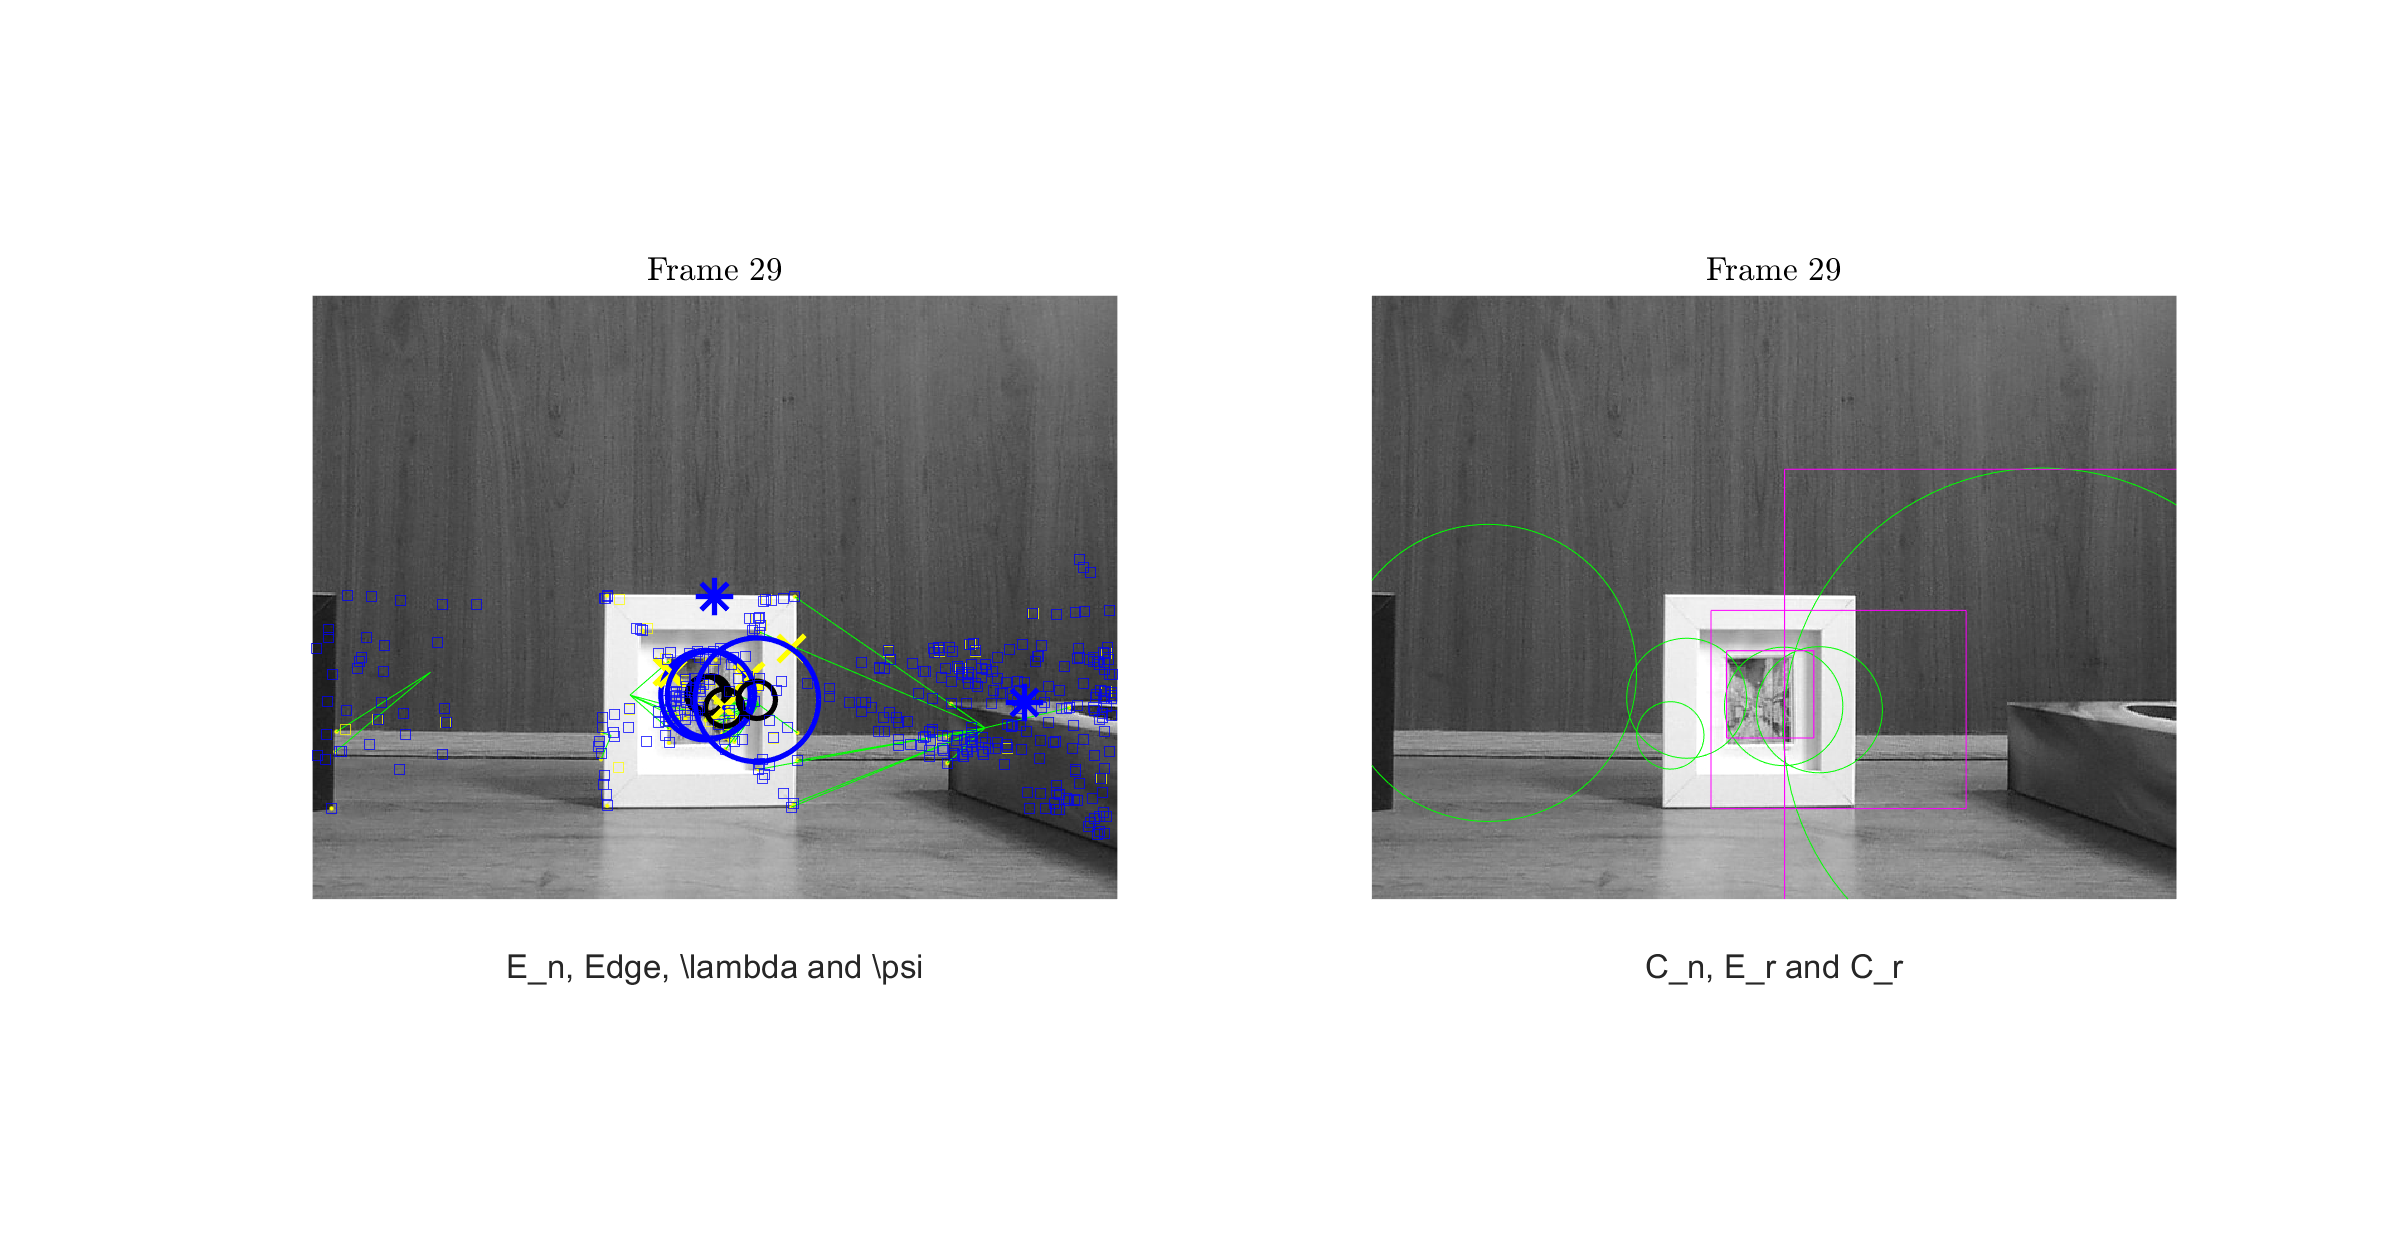 Frame 29
Frame 29
E_n, Edge, \lambda and \psi
C_n, E_r and C_r